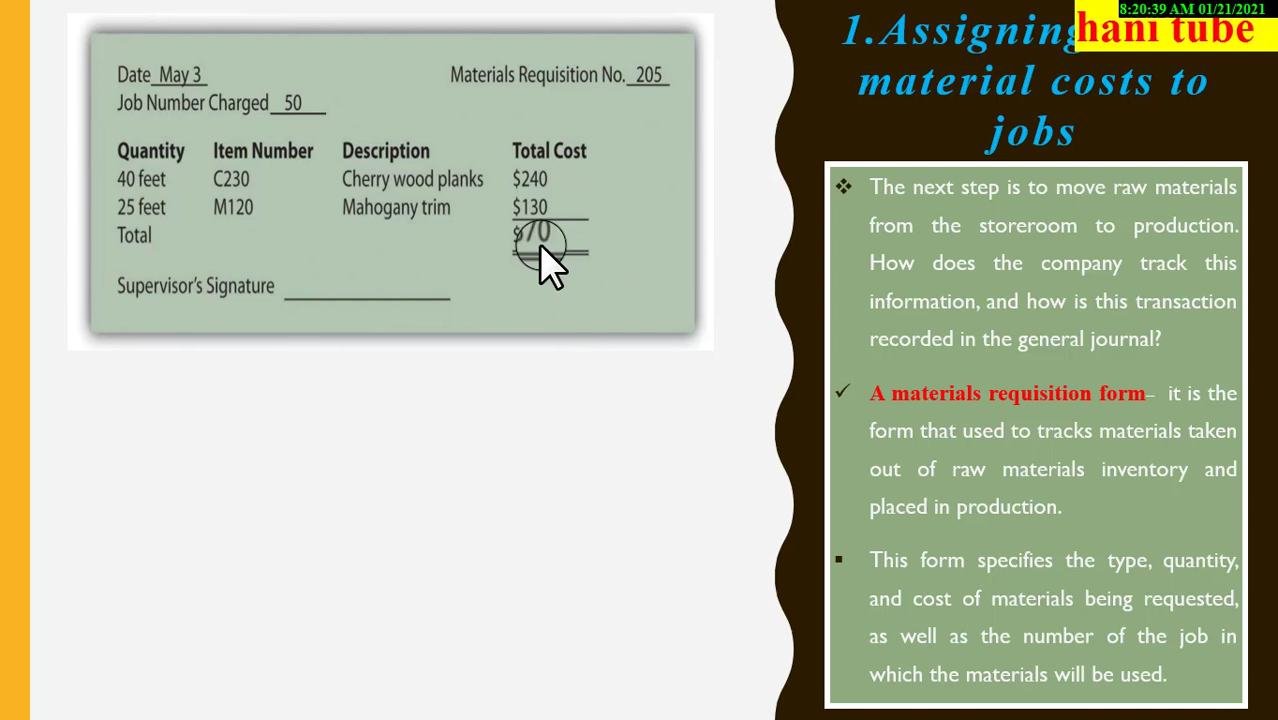 8:20:39 AM 01/21/2021
hani tube
1.Assigning
material costs to
jobs
Date May 3 Materials Requisition No. 205
Job Number Charged 50
Quantity Item Number Description Total Cost
40 feet C230 Cherry wood planks $240
25 feet M120 Mahogany trim $130
Total
Supervisor's Signature
❖ The next step is to move raw materials
from the storeroom to production.
How does the company track this
information, and how is this transaction
recorded in the general journal?
✓ A materials requisition form– it is the
form that used to tracks materials taken
out of raw materials inventory and
placed in production.
▪ This form specifies the type, quantity,
and cost of materials being requested,
as well as the number of the job in
which the materials will be used.